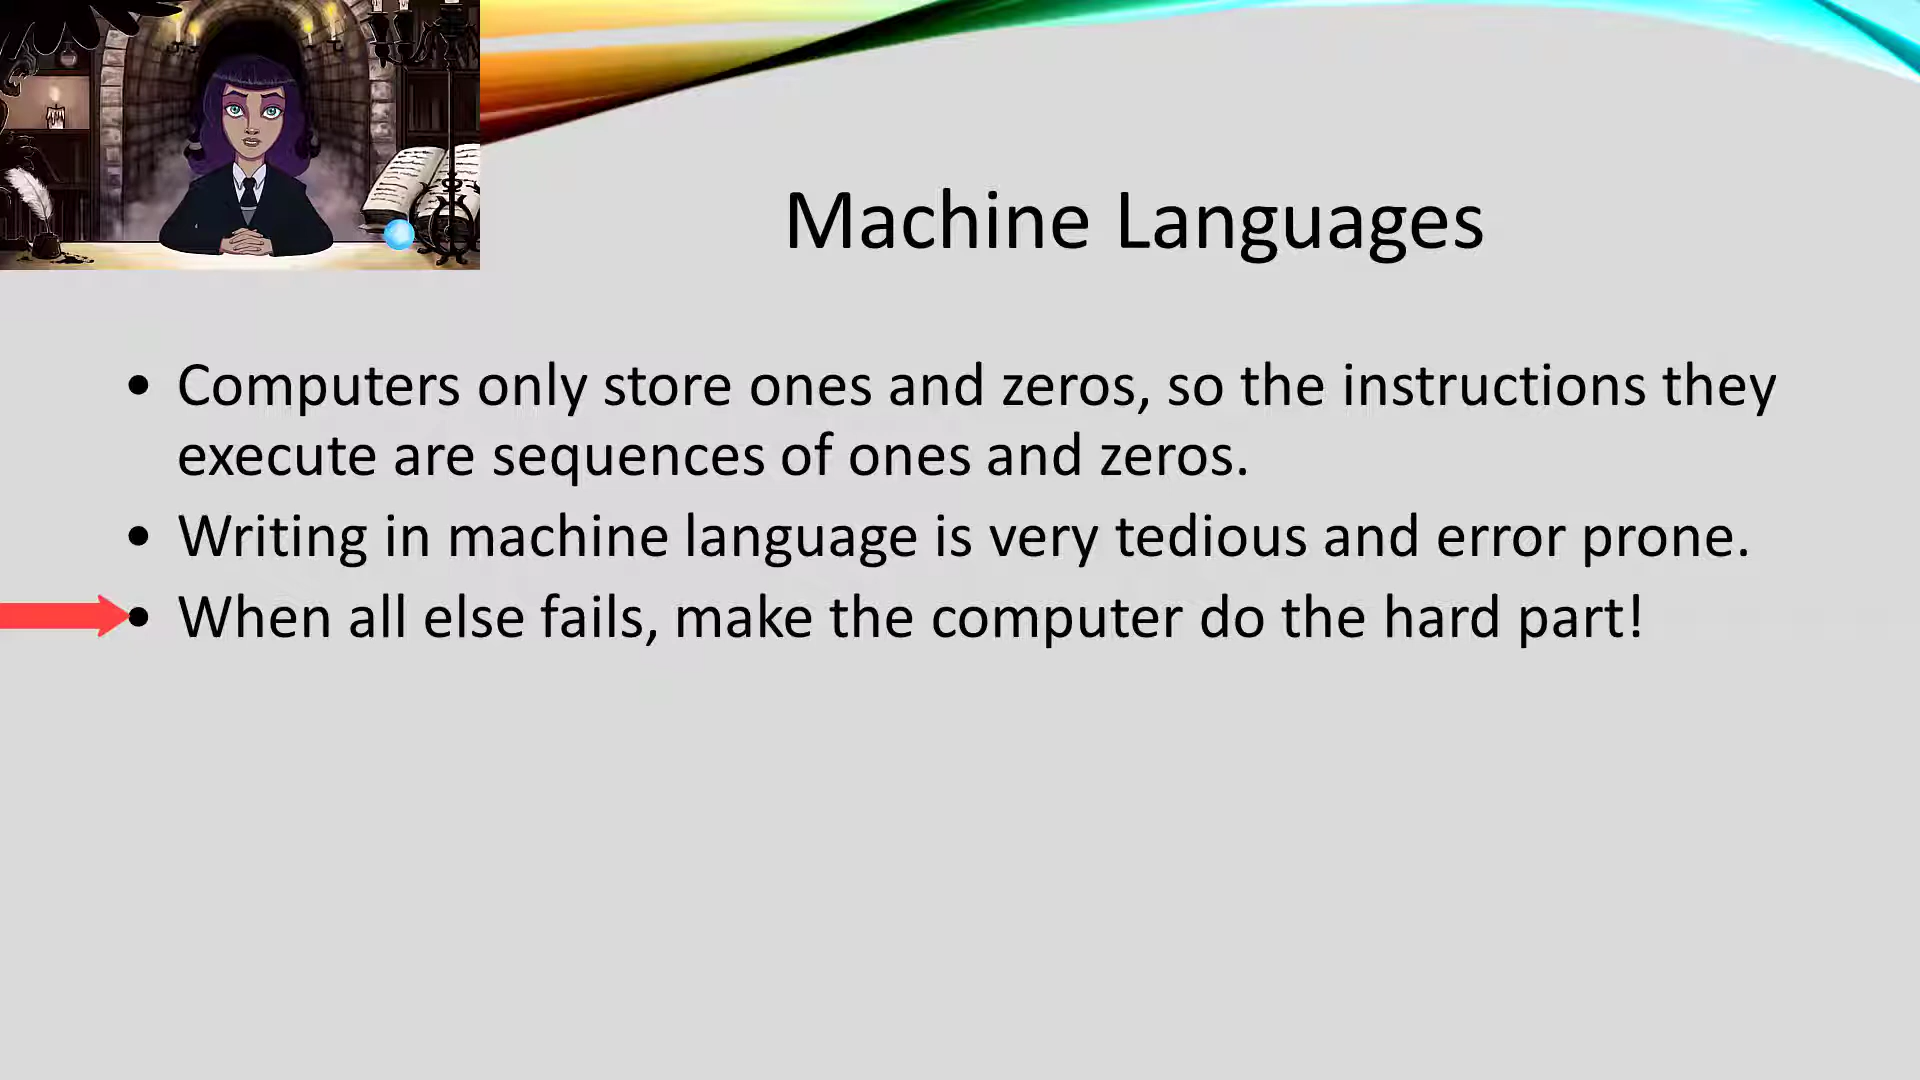 Machine Languages
• Computers only store ones and zeros, so the instructions they
execute are sequences of ones and zeros.
• Writing in machine language is very tedious and error prone.
• When all else fails, make the computer do the hard part!